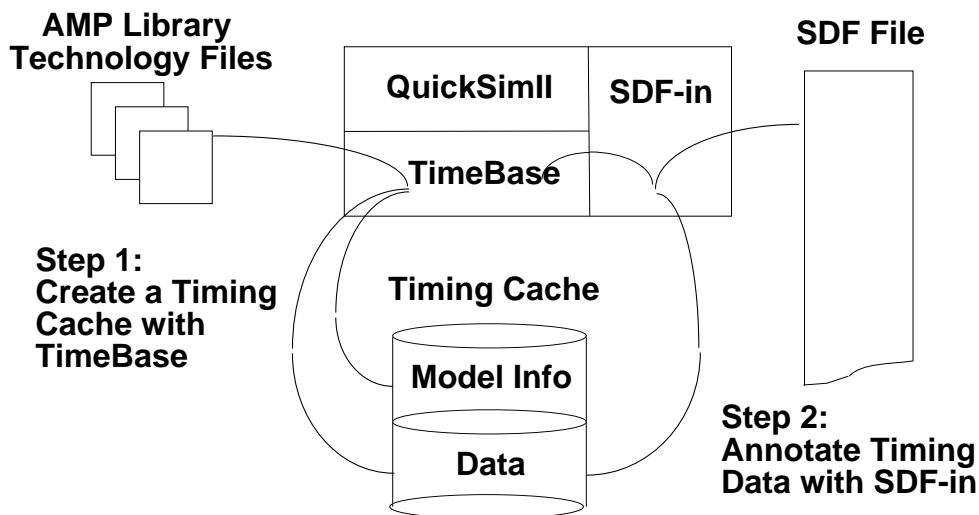 AMP Library
Technology Files
QuickSimII
SDF-in
SDF File
TimeBase
Step 1:
Create a Timing
Cache with
TimeBase
Timing Cache
Model Info
Data
Step 2:
Annotate Timing
Data with SDF-in